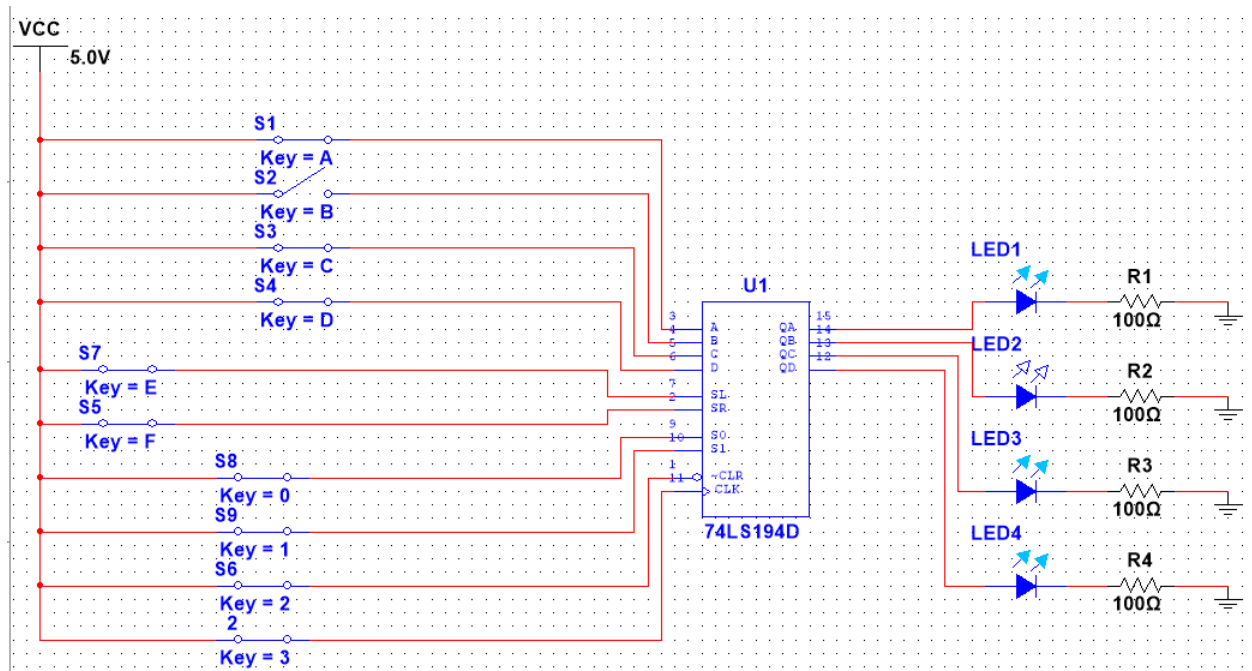 VCC
5.0V
S1
Key = A
S2
Key = B
S3
Key = C
S4
Key = D
S7
Key = E
S5
Key = F
S8
Key = 0
S9
Key = 1
S6
Key = 2
2
Key = 3
U1
3
4
5
6
7
2
9
10
1
11
A
B
C
D
SL
SR
S0
S1
~CLR
CLK
QA
QB
QC
QD
15
14
13
12
74LS194D
LED1
R1
100Ω
LED2
R2
100Ω
LED3
R3
100Ω
LED4
R4
100Ω